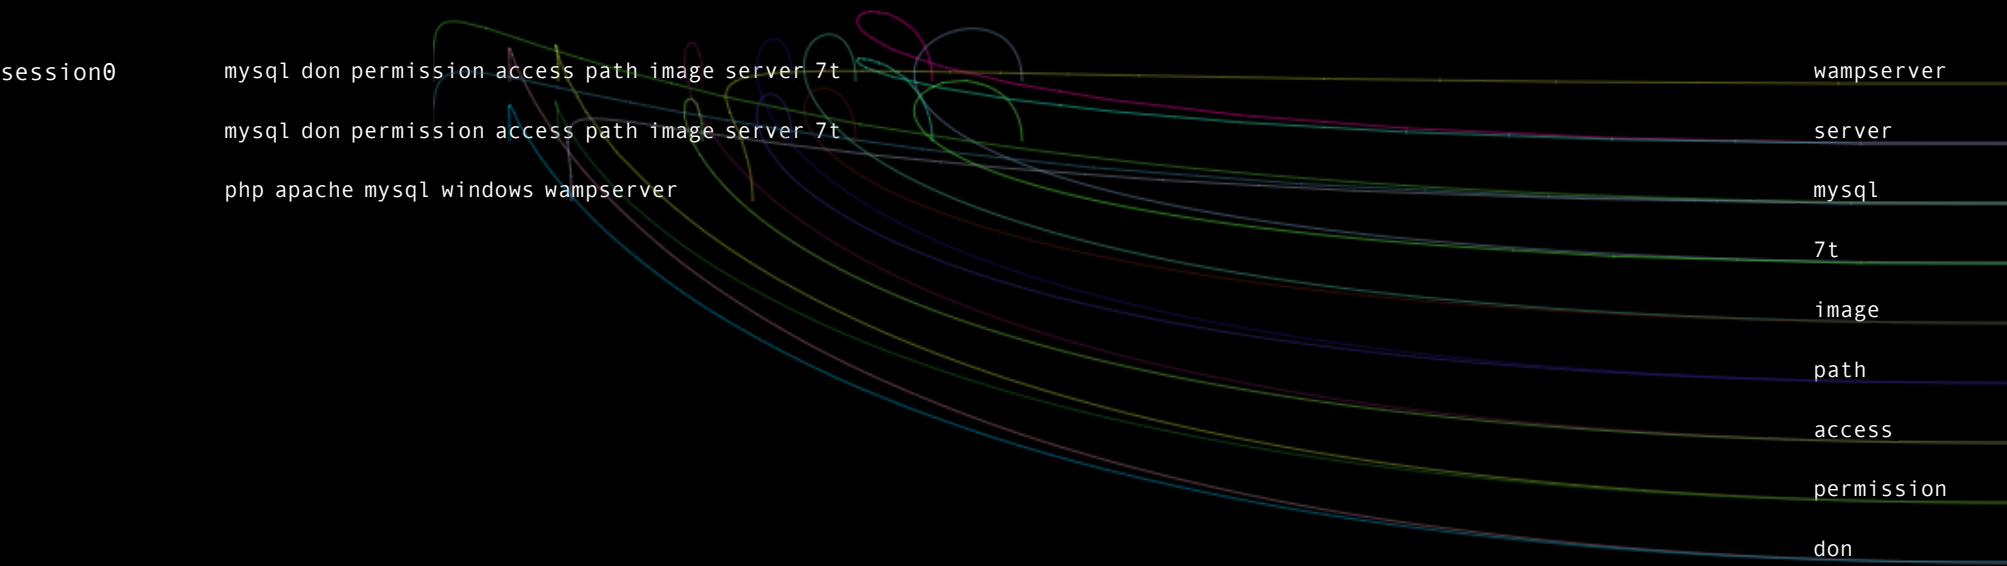 session0 mysql don permission access path image server 7t wampserver
mysql don permission access path image server 7t server
php apache mysql windows wampserver mysql
7t
image
path
access
permission
don